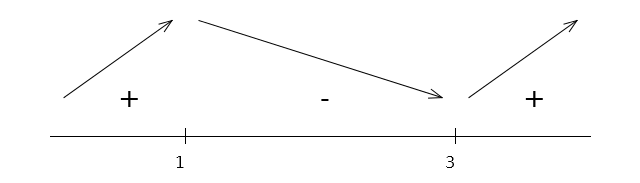 + - +
1 3